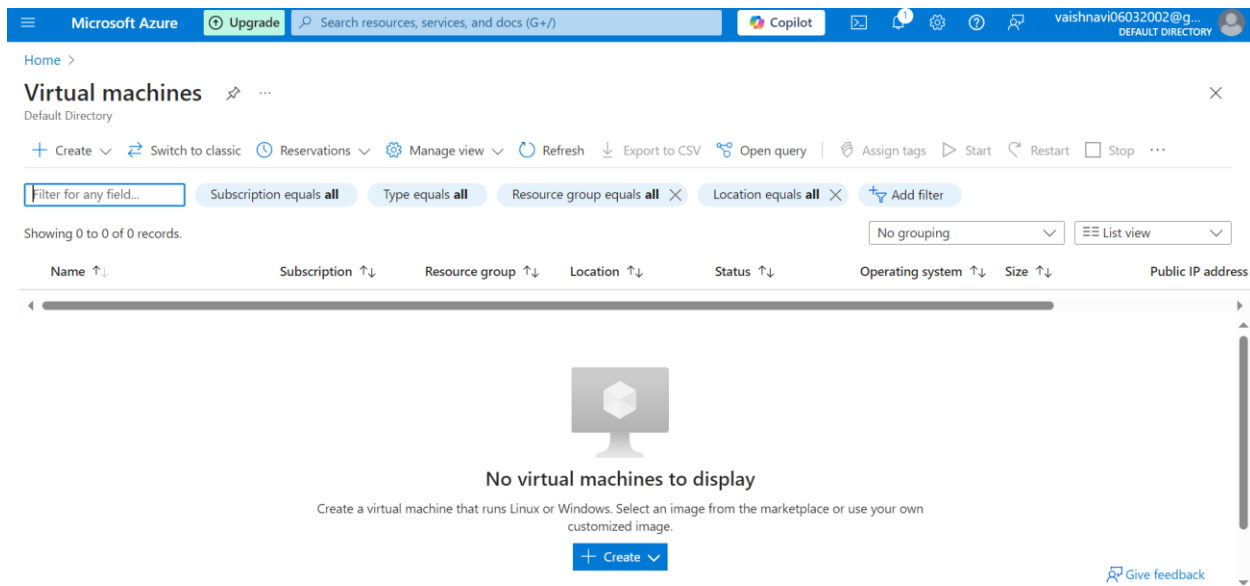 Microsoft Azure Upgrade Search resources, services, and docs (G+/) Copilot 1 vaishnavi06032002@g...
DEFAULT DIRECTORY
Home >
Virtual machines ...
Default Directory
Create Switch to classic Reservations Manage view Refresh Export to CSV Open query Assign tags Start Restart Stop ...
Filter for any field... Subscription equals all Type equals all Resource group equals all Location equals all Add filter
Showing 0 to 0 of 0 records. No grouping List view
Name ↑↓ Subscription ↑↓ Resource group ↑↓ Location ↑↓ Status ↑↓ Operating system ↑↓ Size ↑↓ Public IP address
No virtual machines to display
Create a virtual machine that runs Linux or Windows. Select an image from the marketplace or use your own
customized image.
+ Create
Give feedback